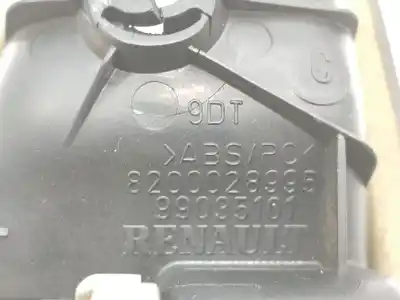 G
9DT
>ABS/PC<
8200028995
99035101
RENAULT